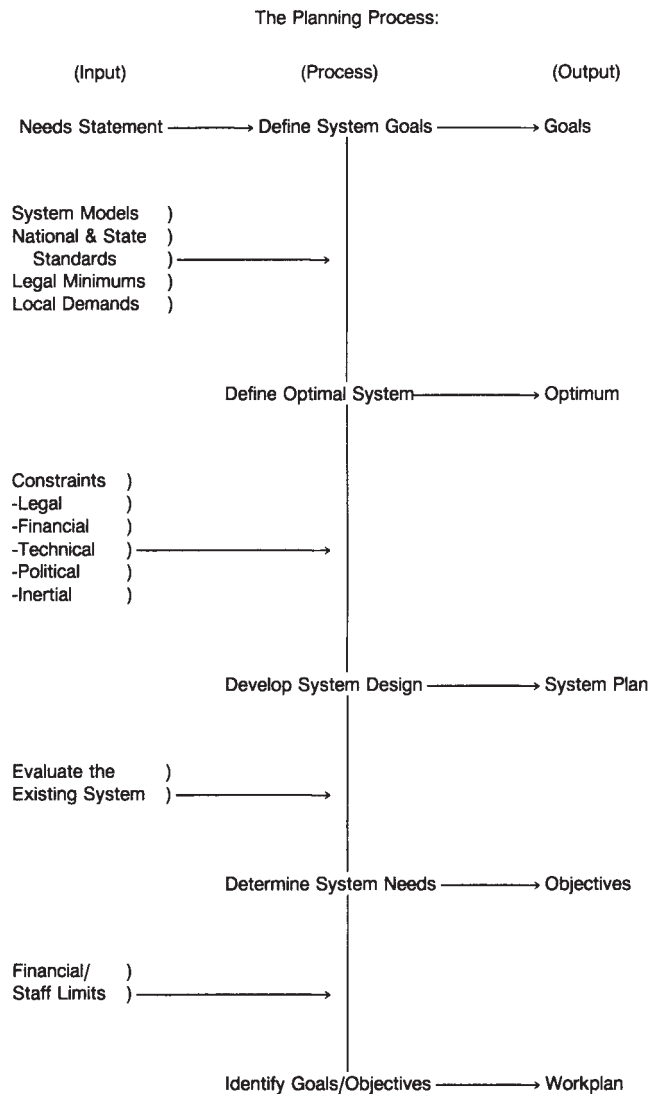 The Planning Process:
(Input) (Process) (Output)
Needs Statement Define System Goals Goals
System Models )
National & State )
Standards )
Legal Minimums )
Local Demands )
Define Optimal System Optimum
Constraints )
-Legal )
-Financial )
-Technical )
-Political )
-Inertial )
Develop System Design System Plan
Evaluate the )
Existing System )
Determine System Needs Objectives
Financial/ )
Staff Limits )
Identify Goals/Objectives Workplan